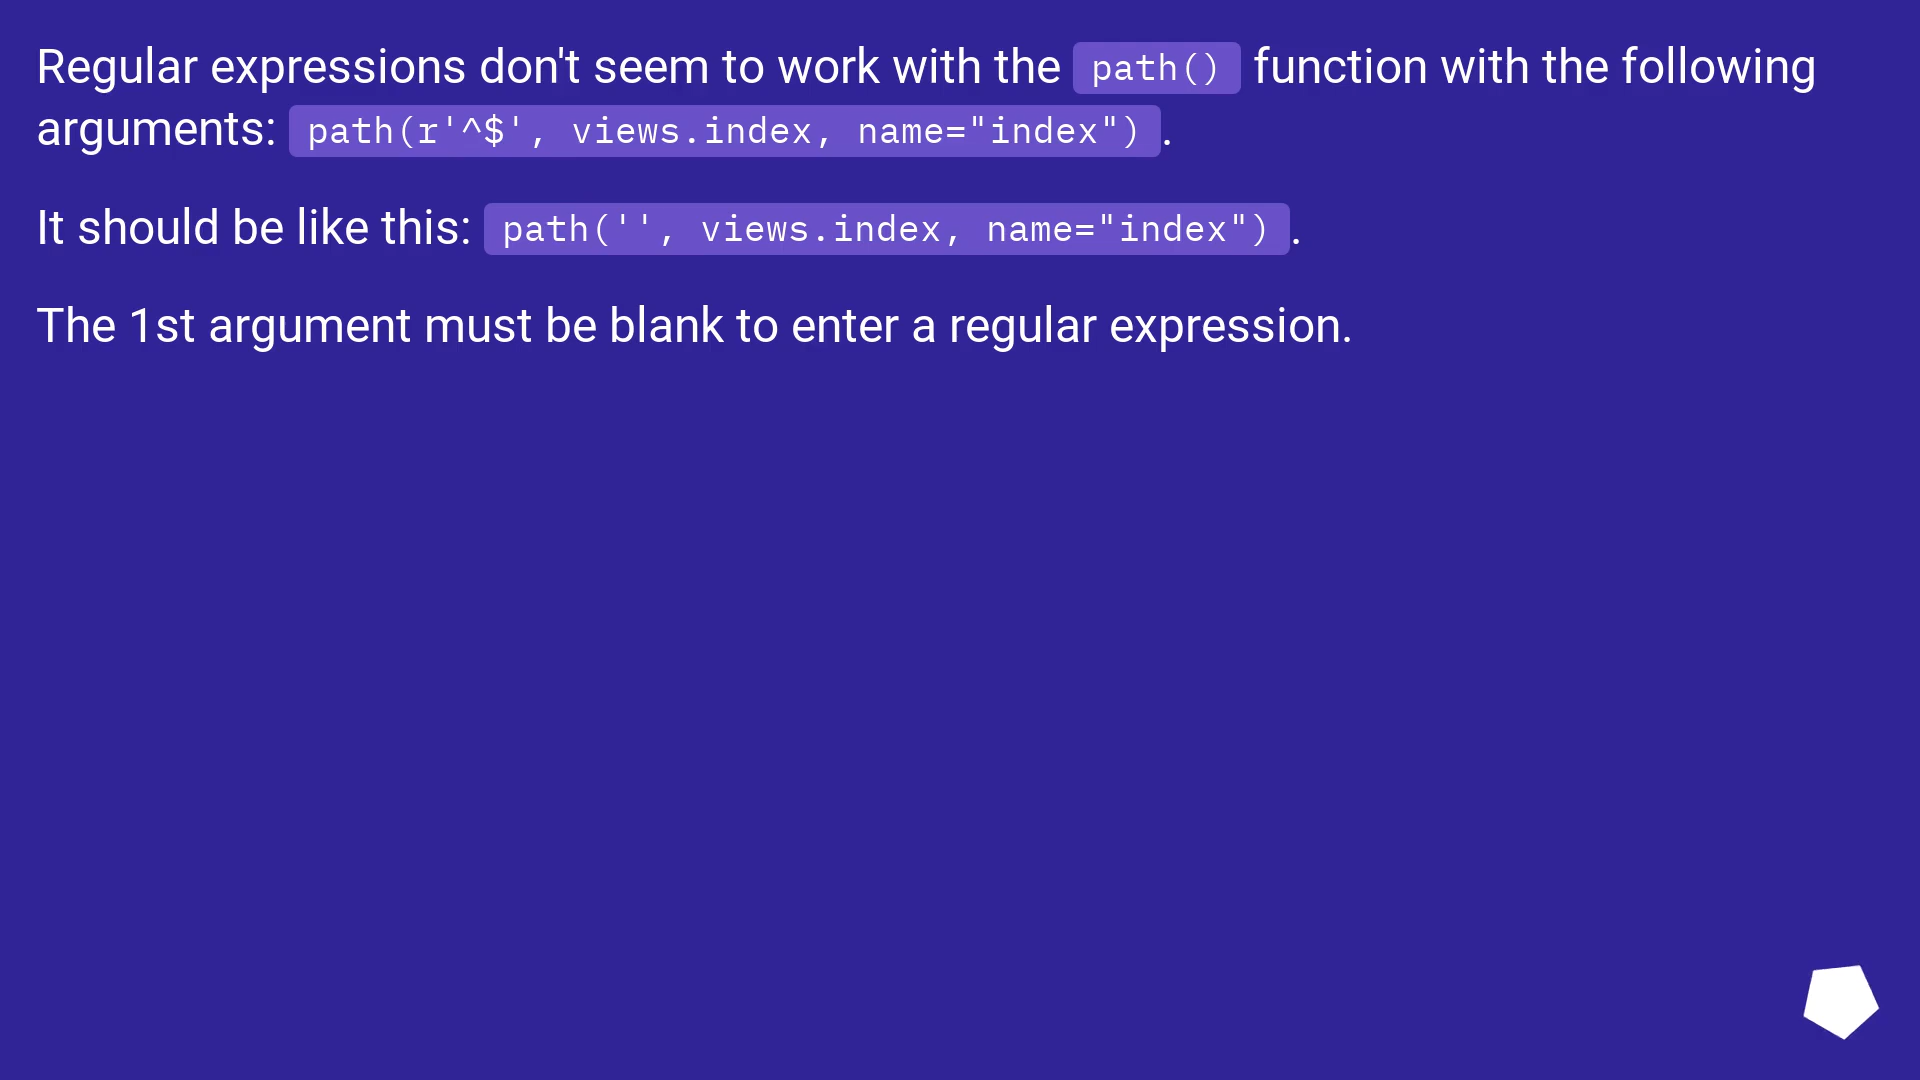 Regular expressions don't seem to work with the path() function with the following
arguments: path(r'^$', views.index, name="index").
It should be like this: path('', views.index, name="index").
The 1st argument must be blank to enter a regular expression.